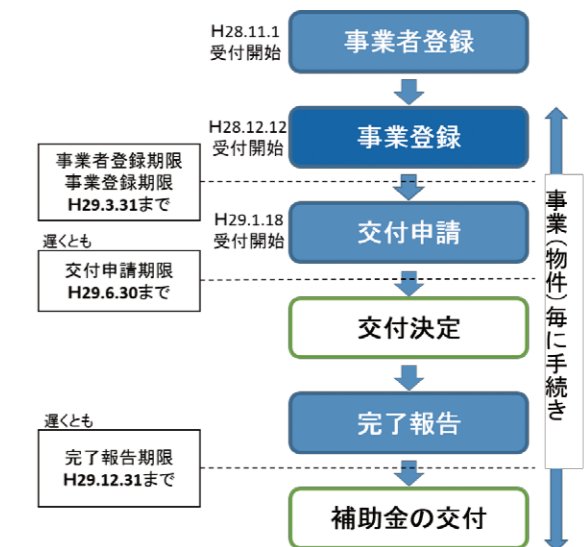 H28.11.1
受付開始
事業者登録
H28.12.12
受付開始
事業登録
事業者登録期限
事業登録期限
H29.3.31まで
H29.1.18
受付開始
交付申請
遅くとも
交付申請期限
H29.6.30まで
交付決定
完了報告
遅くとも
完了報告期限
H29.12.31まで
補助金の交付
事業(物件)毎に手続き